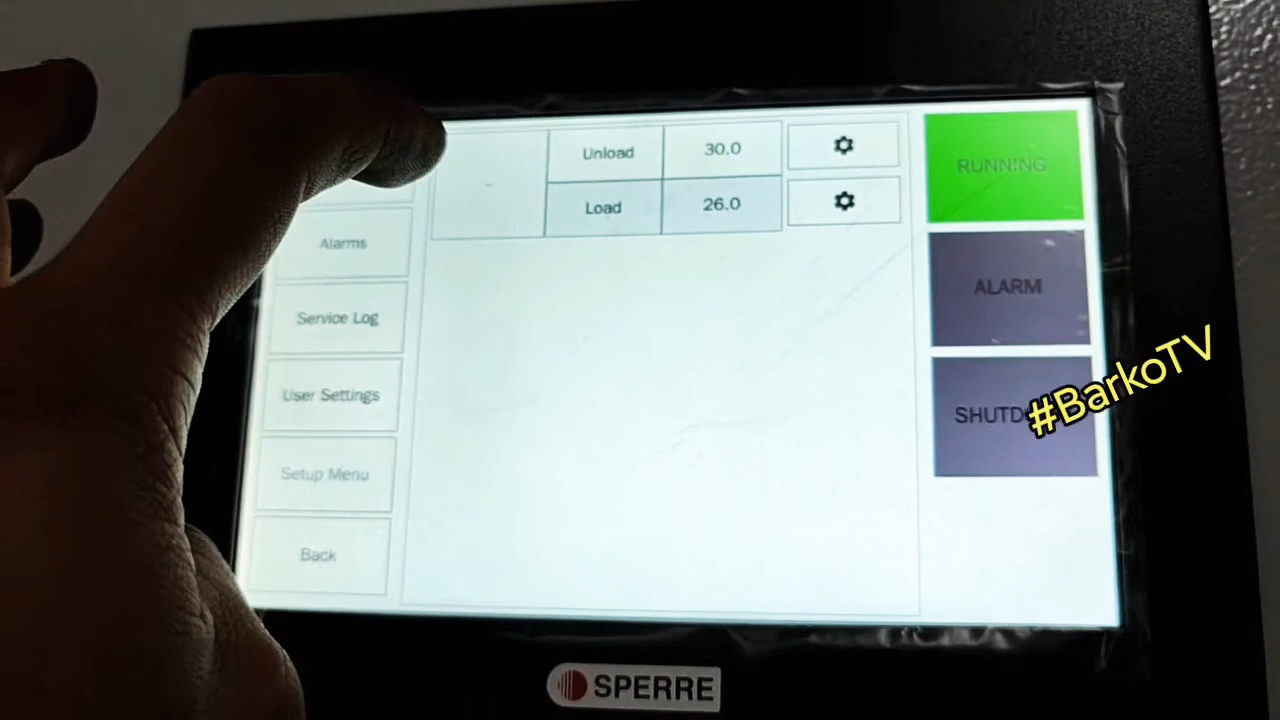 Unload 30.0
Load 26.0
Alarms
Service Log
User Settings
Setup Menu
Back
RUNNING
ALARM
#BarkoTV
SPERRE